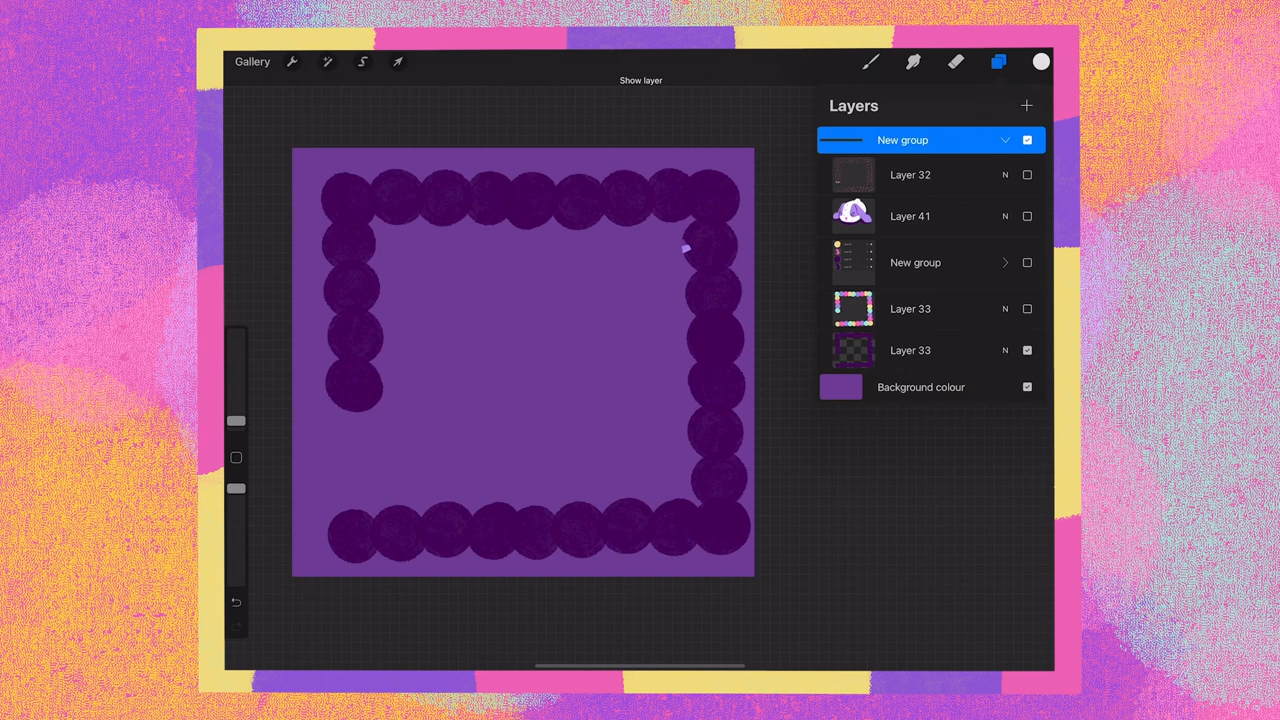 Gallery
Show layer
Layers
New group
Layer 32 N
Layer 41 N
New group
Layer 33 N
Layer 33 N
Background colour